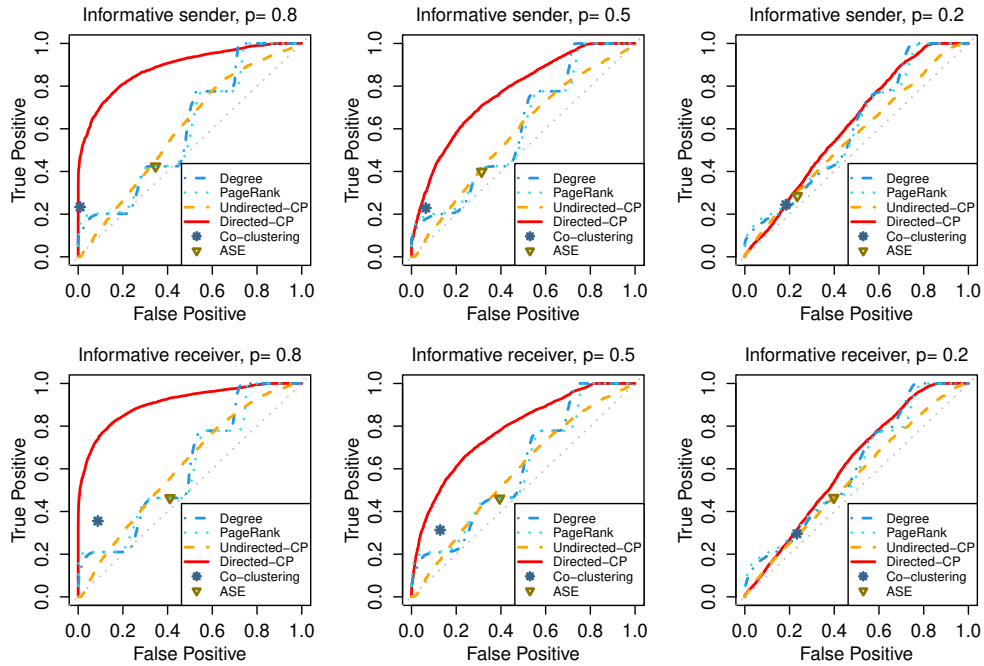 Informative sender, p= 0.8
True Positive
0.0 0.2 0.4 0.6 0.8 1.0
Degree
PageRank
Undirected−CP
Directed−CP
Co−clustering
ASE
0.0 0.2 0.4 0.6 0.8 1.0
False Positive
Informative sender, p= 0.5
True Positive
0.0 0.2 0.4 0.6 0.8 1.0
Degree
PageRank
Undirected−CP
Directed−CP
Co−clustering
ASE
0.0 0.2 0.4 0.6 0.8 1.0
False Positive
Informative sender, p= 0.2
True Positive
0.0 0.2 0.4 0.6 0.8 1.0
Degree
PageRank
Undirected−CP
Directed−CP
Co−clustering
ASE
0.0 0.2 0.4 0.6 0.8 1.0
False Positive
Informative receiver, p= 0.8
True Positive
0.0 0.2 0.4 0.6 0.8 1.0
Degree
PageRank
Undirected−CP
Directed−CP
Co−clustering
ASE
0.0 0.2 0.4 0.6 0.8 1.0
False Positive
Informative receiver, p= 0.5
True Positive
0.0 0.2 0.4 0.6 0.8 1.0
Degree
PageRank
Undirected−CP
Directed−CP
Co−clustering
ASE
0.0 0.2 0.4 0.6 0.8 1.0
False Positive
Informative receiver, p= 0.2
True Positive
0.0 0.2 0.4 0.6 0.8 1.0
Degree
PageRank
Undirected−CP
Directed−CP
Co−clustering
ASE
0.0 0.2 0.4 0.6 0.8 1.0
False Positive